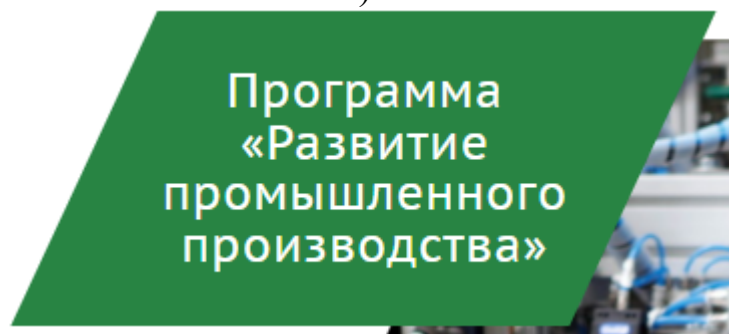 Программа
«Развитие
промышленного
производства»